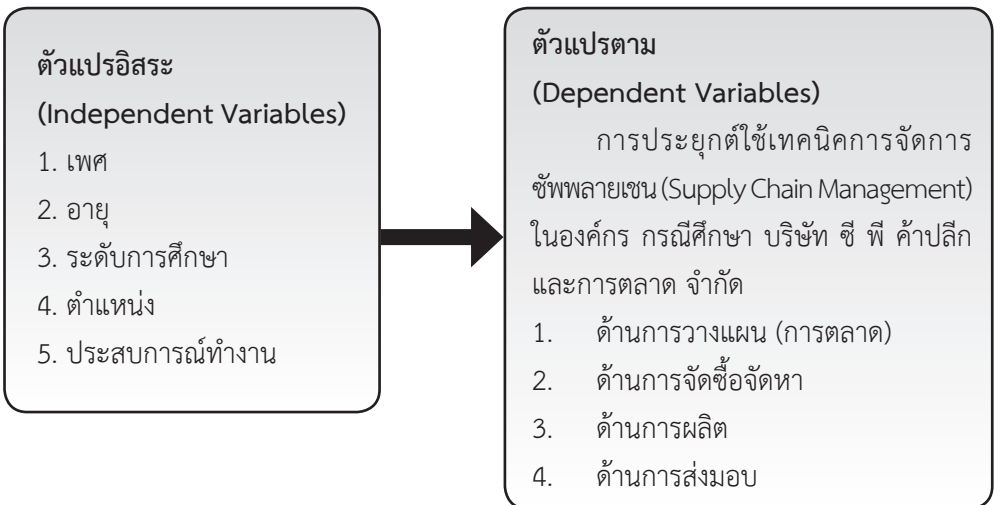 ตัวแปรอิสระ
(Independent Variables)
1. เพศ
2. อายุ
3. ระดับการศึกษา
4. ตำแหน่ง
5. ประสบการณ์ทำงาน
ตัวแปรตาม
(Dependent Variables)
การประยุกต์ใช้เทคนิคการจัดการ
ซัพพลายเชน (Supply Chain Management)
ในองค์กร กรณีศึกษา บริษัท ซี พี ค้าปลีก
และการตลาด จำกัด
1. ด้านการวางแผน (การตลาด)
2. ด้านการจัดซื้อจัดหา
3. ด้านการผลิต
4. ด้านการส่งมอบ